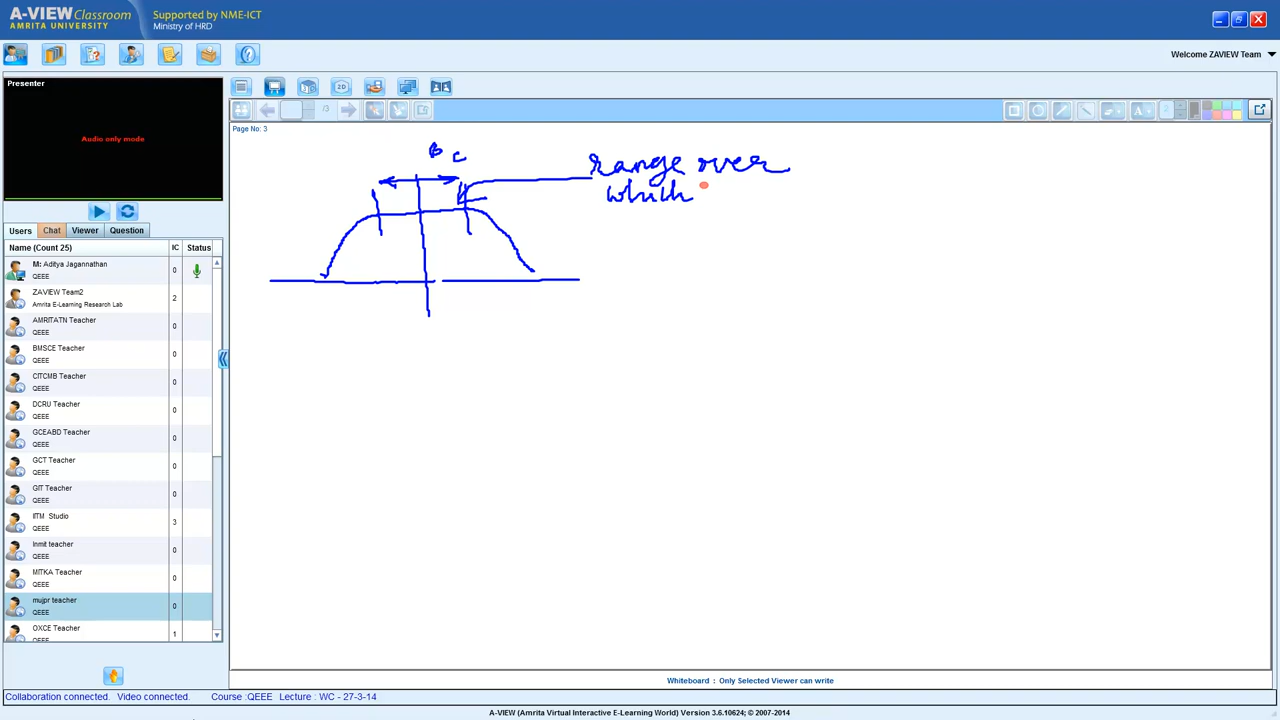 A-VIEW Classroom
AMRITA UNIVERSITY
Supported by NME-ICT
Ministry of HRD
Welcome ZAVIEW Team
Presenter
Audio only mode
Users Chat Viewer Question
Name (Count 25) IC Status
M: Aditya Jagannathan 0
QEEE
ZAVIEW Team2 2
Amrita E-Learning Research Lab
AMRITATN Teacher 0
QEEE
BMSCE Teacher 0
QEEE
CITCMB Teacher 0
QEEE
DCRU Teacher 0
QEEE
GCEABD Teacher 0
QEEE
GCT Teacher 0
QEEE
GIT Teacher 0
QEEE
IITM Studio 3
QEEE
Inmit teacher 0
QEEE
MITKA Teacher 0
QEEE
mujpr teacher 0
QEEE
OXCE Teacher 1
QEEE
2D
/3
A
2
Page No: 3
Bc
range over
which
Whiteboard : Only Selected Viewer can write
Collaboration connected. Video connected. Course :QEEE Lecture : WC - 27-3-14
A-VIEW (Amrita Virtual Interactive E-Learning World) Version 3.6.10624; © 2007-2014